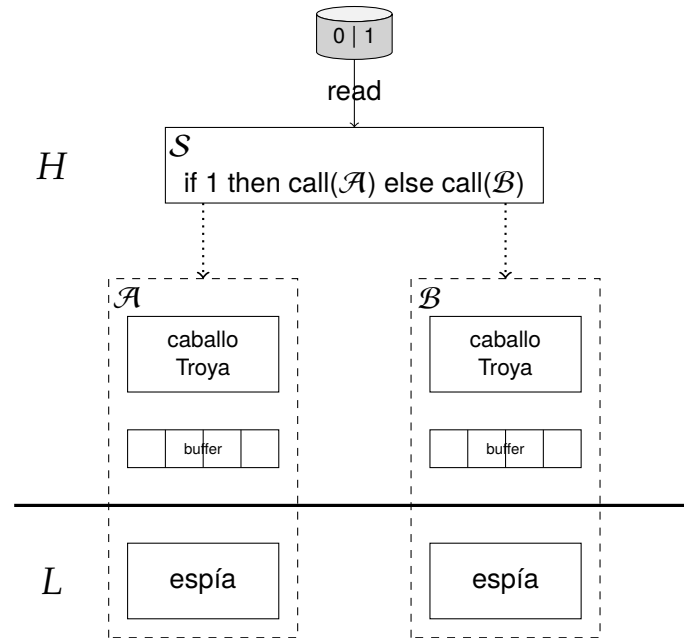 0 | 1
read
H
𝒮
if 1 then call(𝒜) else call(ℬ)
𝒜
ℬ
caballo
Troya
caballo
Troya
buffer
buffer
L
espía
espía